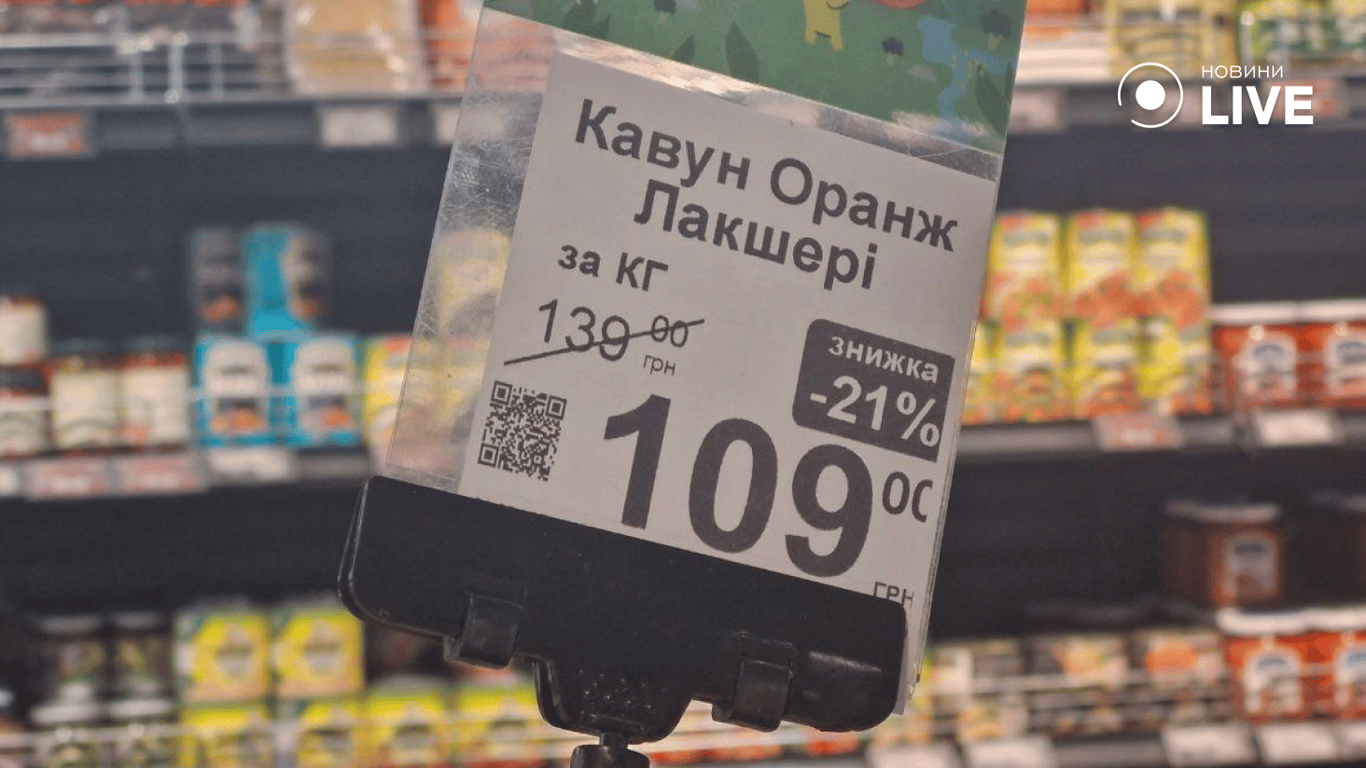 НОВИНИ
LIVE
Кавун Оранж
Лакшері
за КГ
139 00
грн
знижка
-21%
109 00
грн